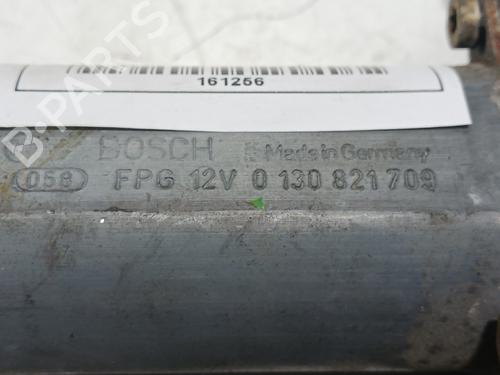 161256
BOSCH Made in Germany
058 FPG 12V 0 130 821 709
B-PARTS